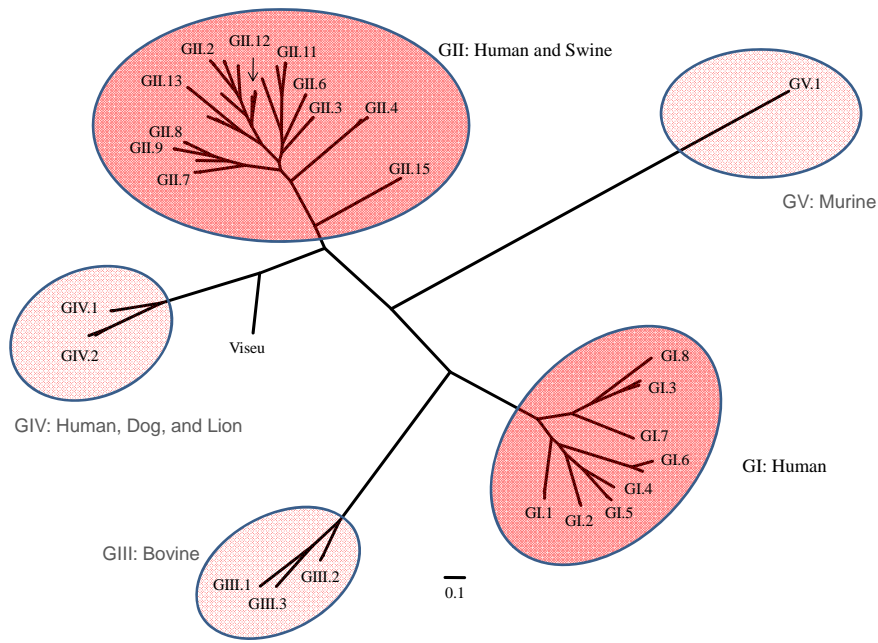 GII.12
GII.2
GII.11
GII: Human and Swine
GII.13
GII.6
GV.1
GII.3
GII.4
GII.8
GII.9
GII.15
GII.7
GV: Murine
GIV.1
Viseu
GIV.2
GI.8
GI.3
GIV: Human, Dog, and Lion
GI.7
GI.6
GI: Human
GI.4
GI.1
GI.2
GI.5
GIII: Bovine
GIII.2
GIII.1
GIII.3
0.1